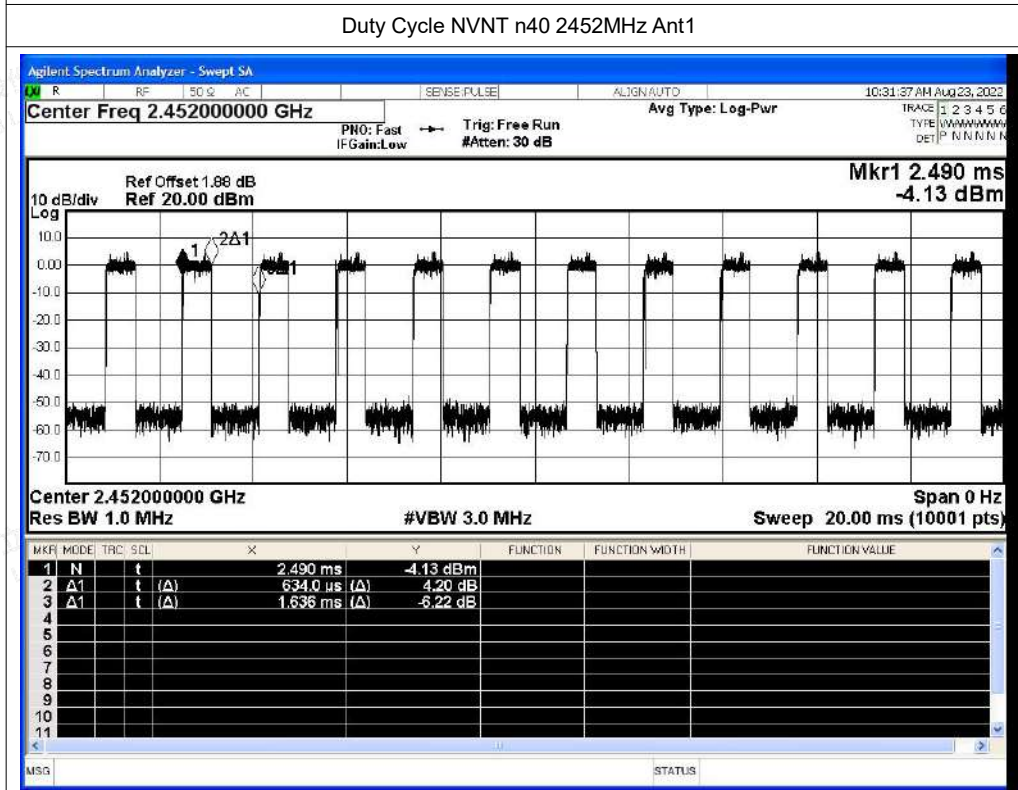 Duty Cycle NVNT n40 2452MHz Ant1
Agilent Spectrum Analyzer - Swept SA
R RF 50 Ω AC SENSE:PULSE ALIGNAUTO 10:31:37 AM Aug 23, 2022
Center Freq 2.452000000 GHz Avg Type: Log-Pwr TRACE 1 2 3 4 5 6
PNO: Fast Trig: Free Run TYPE WWWWWW
IFGain:Low #Atten: 30 dB DET P N N N N N
Mkr1 2.490 ms
Ref Offset 1.88 dB
10 dB/div Ref 20.00 dBm -4.13 dBm
Log
10.0
0.00
-10.0
-20.0
-30.0
-40.0
-50.0
-60.0
-70.0
1 2Δ1
Center 2.452000000 GHz Span 0 Hz
Res BW 1.0 MHz #VBW 3.0 MHz Sweep 20.00 ms (10001 pts)
MKR MODE TRC SCL X Y FUNCTION FUNCTION WIDTH FUNCTION VALUE
1 N t 2.490 ms -4.13 dBm
2 Δ1 t (Δ) 634.0 us (Δ) 4.20 dB
3 Δ1 t (Δ) 1.636 ms (Δ) -6.22 dB
4
5
6
7
8
9
10
11
MSG STATUS